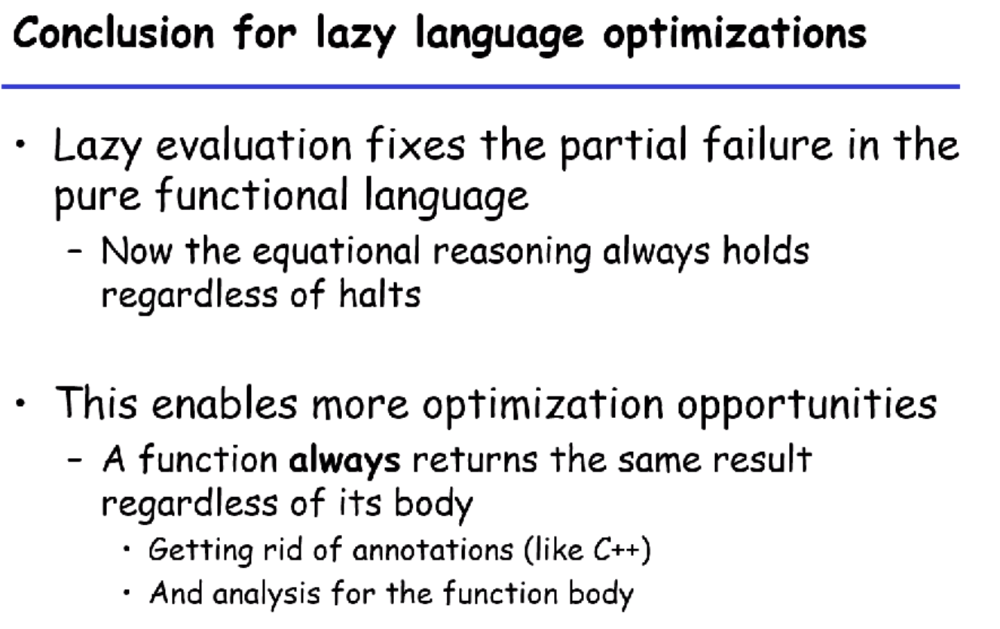 Conclusion for lazy language optimizations
• Lazy evaluation fixes the partial failure in the
pure functional language
– Now the equational reasoning always holds
regardless of halts
• This enables more optimization opportunities
– A function always returns the same result
regardless of its body
• Getting rid of annotations (like C++)
• And analysis for the function body